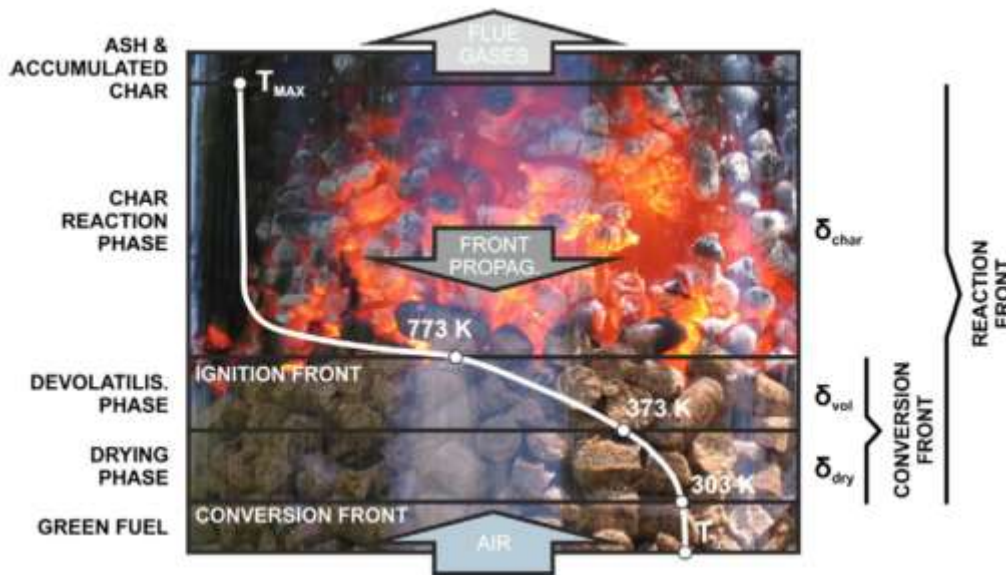 FLUE
GASES
ASH &
ACCUMULATED
CHAR
T MAX
CHAR
REACTION
PHASE
FRONT
PROPAG.
δchar
REACTION
FRONT
773 K
IGNITION FRONT
DEVOLATILIS.
PHASE
373 K
δvol
CONVERSION
FRONT
DRYING
PHASE
303 K
δdry
CONVERSION FRONT
GREEN FUEL
AIR
T